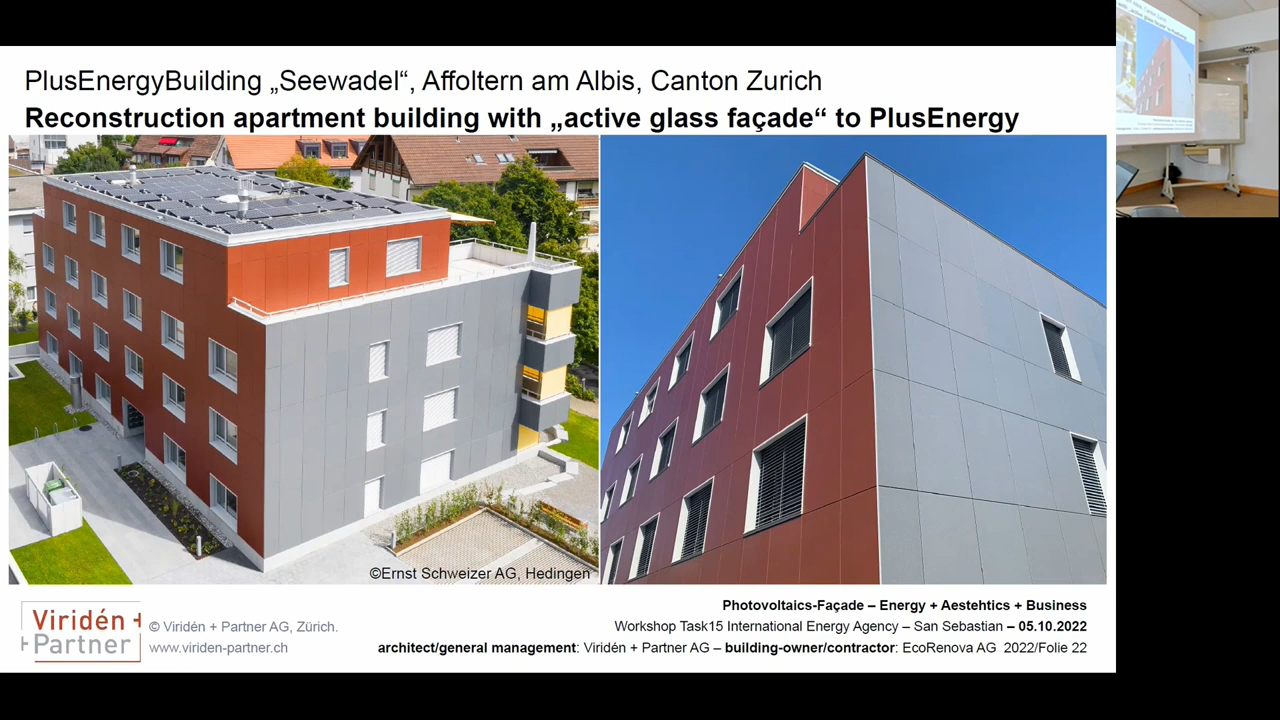 PlusEnergyBuilding „Seewadel“, Affoltern am Albis, Canton Zurich
Reconstruction apartment building with „active glass façade“ to PlusEnergy
©Ernst Schweizer AG, Hedingen
Viridén +
+ Partner
© Viridén + Partner AG, Zürich.
www.viriden-partner.ch
Photovoltaics-Façade – Energy + Aestehtics + Business
Workshop Task15 International Energy Agency – San Sebastian – 05.10.2022
architect/general management: Viridén + Partner AG – building-owner/contractor: EcoRenova AG 2022/Folie 22